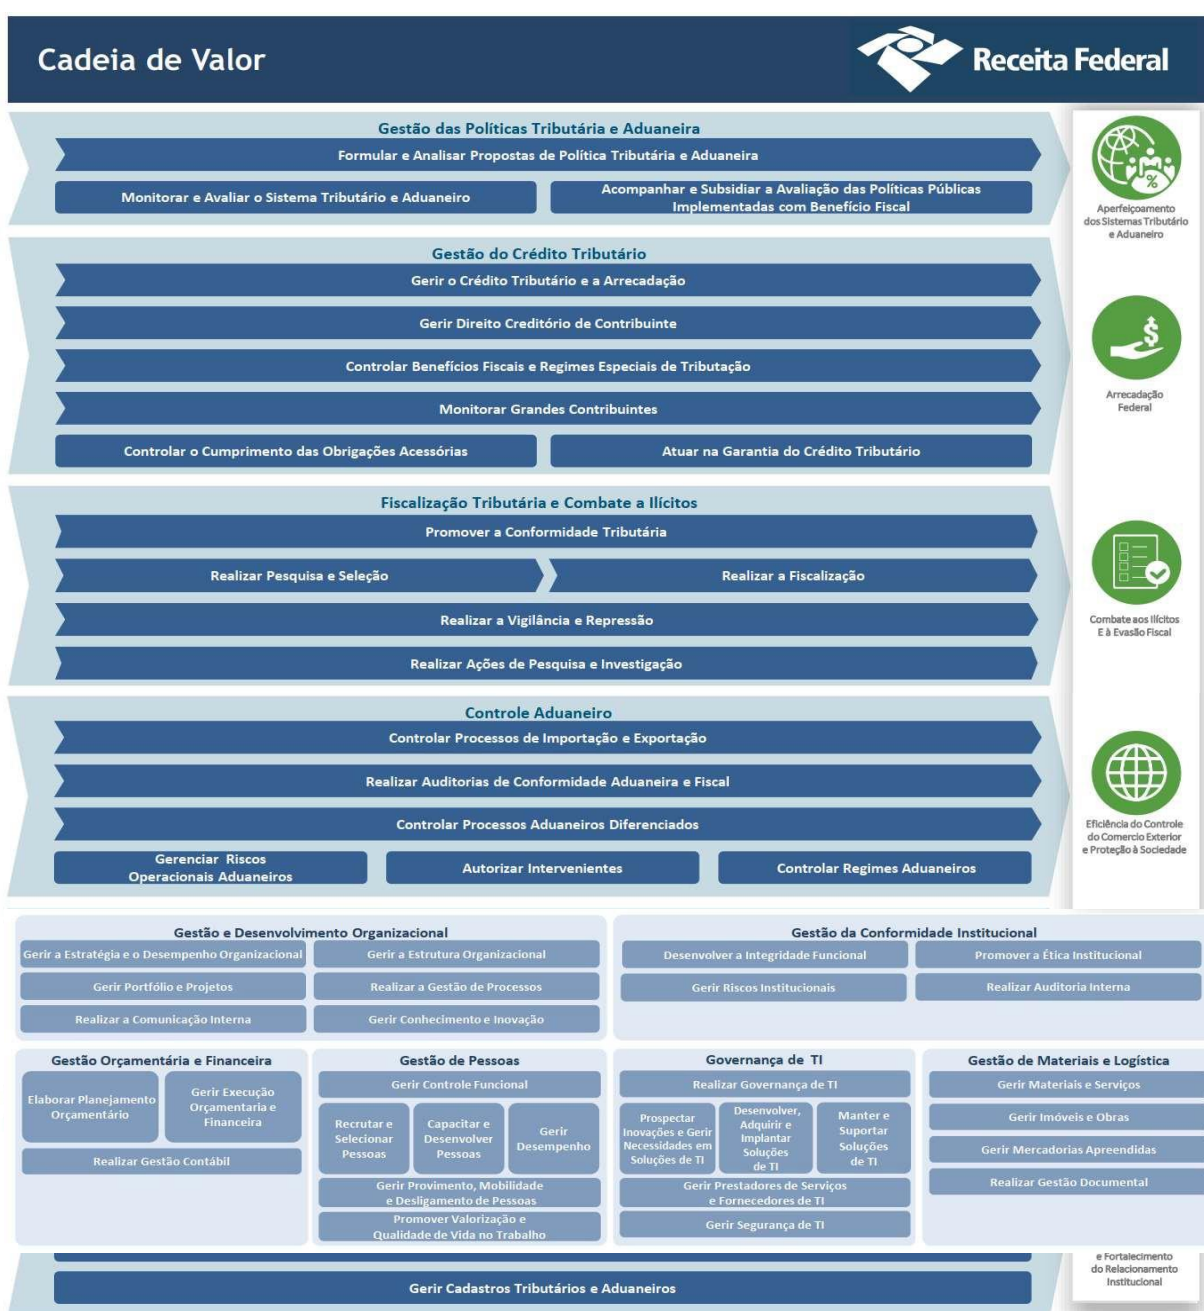 Cadeia de Valor
Receita Federal
Gestão das Políticas Tributária e Aduaneira
Formular e Analisar Propostas de Política Tributária e Aduaneira
Monitorar e Avaliar o Sistema Tributário e Aduaneiro
Acompanhar e Subsidiar a Avaliação das Políticas Públicas
Implementadas com Benefício Fiscal
%
Aperfeiçoamento
dos Sistemas Tributário
e Aduaneiro
Gestão do Crédito Tributário
Gerir o Crédito Tributário e a Arrecadação
Gerir Direito Creditório de Contribuinte
Controlar Benefícios Fiscais e Regimes Especiais de Tributação
Monitorar Grandes Contribuintes
Controlar o Cumprimento das Obrigações Acessórias
Atuar na Garantia do Crédito Tributário
$
Arrecadação
Federal
Fiscalização Tributária e Combate a Ilícitos
Promover a Conformidade Tributária
Realizar Pesquisa e Seleção
Realizar a Fiscalização
Realizar a Vigilância e Repressão
Realizar Ações de Pesquisa e Investigação
Combate aos Ilícitos
E à Evasão Fiscal
Controle Aduaneiro
Controlar Processos de Importação e Exportação
Realizar Auditorias de Conformidade Aduaneira e Fiscal
Controlar Processos Aduaneiros Diferenciados
Gerenciar Riscos
Operacionais Aduaneiros
Autorizar Intervenientes
Controlar Regimes Aduaneiros
Eficiência do Controle
do Comercio Exterior
e Proteção à Sociedade
Gestão e Desenvolvimento Organizacional
Gerir a Estratégia e o Desempenho Organizacional
Gerir a Estrutura Organizacional
Gerir Portfólio e Projetos
Realizar a Gestão de Processos
Realizar a Comunicação Interna
Gerir Conhecimento e Inovação
Gestão da Conformidade Institucional
Desenvolver a Integridade Funcional
Promover a Ética Institucional
Gerir Riscos Institucionais
Realizar Auditoria Interna
Gestão Orçamentária e Financeira
Elaborar Planejamento
Orçamentário
Gerir Execução
Orçamentaria e
Financeira
Realizar Gestão Contábil
Gestão de Pessoas
Gerir Controle Funcional
Recrutar e
Selecionar
Pessoas
Capacitar e
Desenvolver
Pessoas
Gerir
Desempenho
Gerir Provimento, Mobilidade
e Desligamento de Pessoas
Promover Valorização e
Qualidade de Vida no Trabalho
Governança de TI
Realizar Governança de TI
Prospectar
Inovações e Gerir
Necessidades em
Soluções de TI
Desenvolver,
Adquirir e
Implantar
Soluções
de TI
Manter e
Suportar
Soluções
de TI
Gerir Prestadores de Serviços
e Fornecedores de TI
Gerir Segurança de TI
Gestão de Materiais e Logística
Gerir Materiais e Serviços
Gerir Imóveis e Obras
Gerir Mercadorias Apreendidas
Realizar Gestão Documental
Gerir Cadastros Tributários e Aduaneiros
e Fortalecimento
do Relacionamento
Institucional